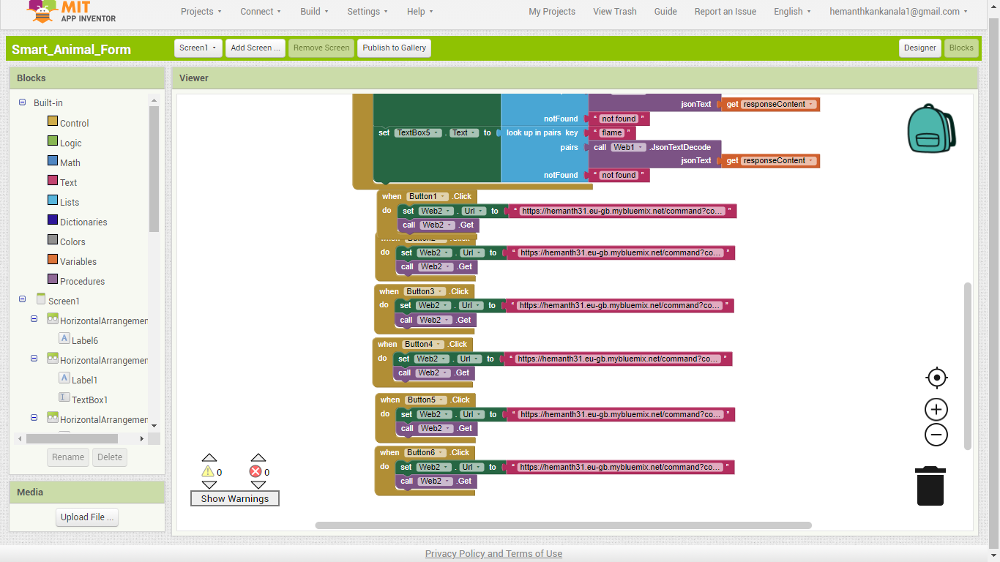 MIT
APP INVENTOR
Projects Connect Build Settings Help My Projects View Trash Guide Report an Issue English hemanthkankanala1@gmail.com
Smart_Animal_Form Screen1 Add Screen ... Remove Screen Publish to Gallery Designer Blocks
Blocks
Viewer
Built-in
Control
Logic
Math
Text
Lists
Dictionaries
Colors
Variables
Procedures
Screen1
HorizontalArrangemer
Label6
HorizontalArrangemer
Label1
TextBox1
HorizontalArrangemer
Rename Delete
Media
Upload File ...
jsonText get responseContent
notFound " not found "
set TextBox5 . Text to look up in pairs key " flame "
pairs call Web1 .JsonTextDecode
jsonText get responseContent
notFound " not found "
when Button1 .Click
do set Web2 . Url to " https://hemanth31.eu-gb.mybluemix.net/command?co... "
call Web2 .Get
do set Web2 . Url to " https://hemanth31.eu-gb.mybluemix.net/command?co... "
call Web2 .Get
when Button3 .Click
do set Web2 . Url to " https://hemanth31.eu-gb.mybluemix.net/command?co... "
call Web2 .Get
when Button4 .Click
do set Web2 . Url to " https://hemanth31.eu-gb.mybluemix.net/command?co... "
call Web2 .Get
when Button5 .Click
do set Web2 . Url to " https://hemanth31.eu-gb.mybluemix.net/command?co... "
call Web2 .Get
when Button6 .Click
do set Web2 . Url to " https://hemanth31.eu-gb.mybluemix.net/command?co... "
call Web2 .Get
0 0
Show Warnings
Privacy Policy and Terms of Use